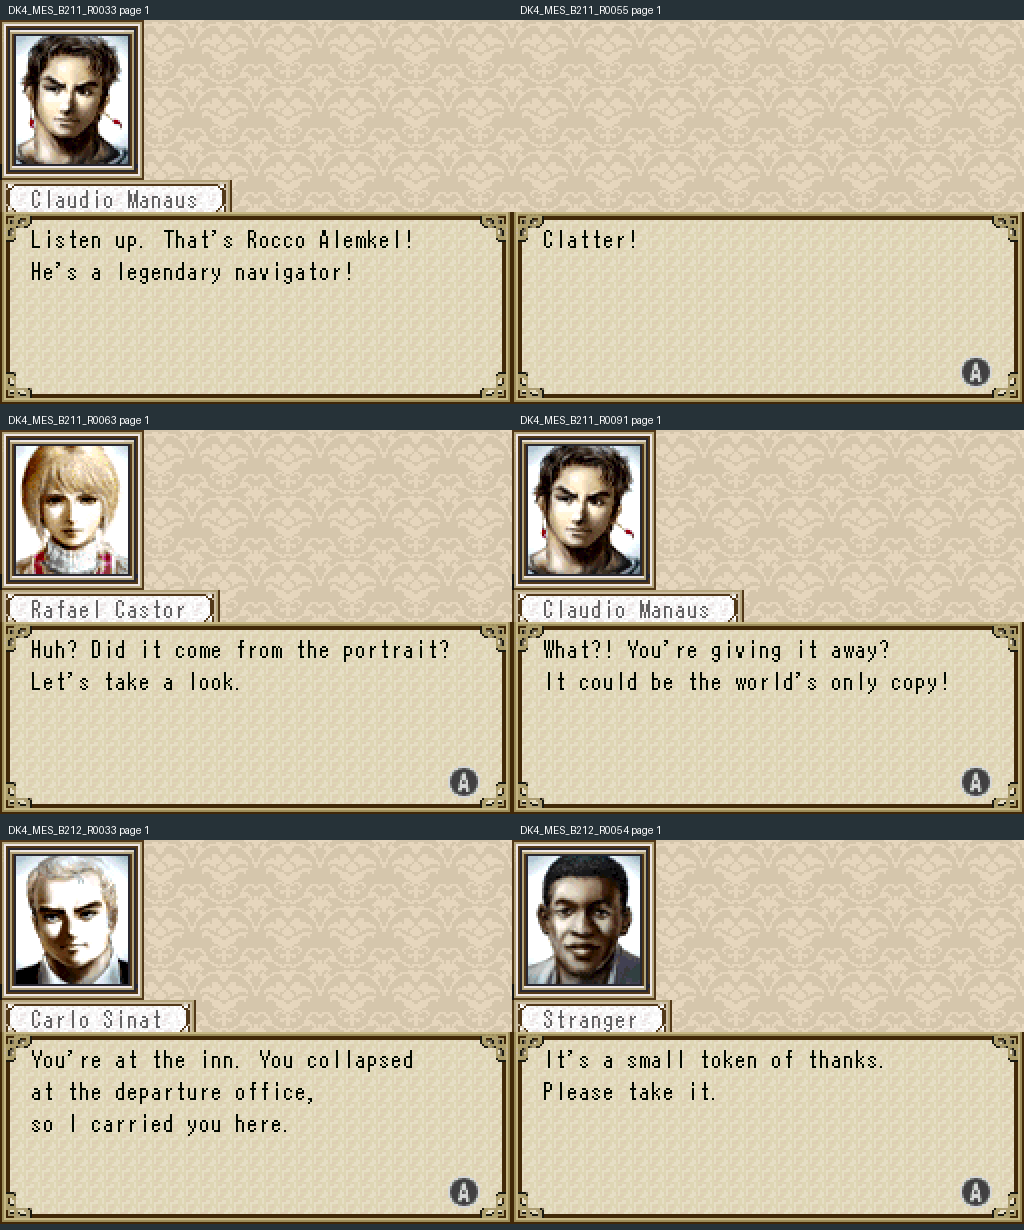 DK4_MES_B211_R0033 page 1
Claudio Manaus
Listen up. That's Rocco Alemkel!
He's a legendary navigator!
DK4_MES_B211_R0055 page 1
Clatter!
A
DK4_MES_B211_R0063 page 1
Rafael Castor
Huh? Did it come from the portrait?
Let's take a look.
A
DK4_MES_B211_R0091 page 1
Claudio Manaus
What?! You're giving it away?
It could be the world's only copy!
A
DK4_MES_B212_R0033 page 1
Carlo Sinat
You're at the inn. You collapsed
at the departure office,
so I carried you here.
A
DK4_MES_B212_R0054 page 1
Stranger
It's a small token of thanks.
Please take it.
A